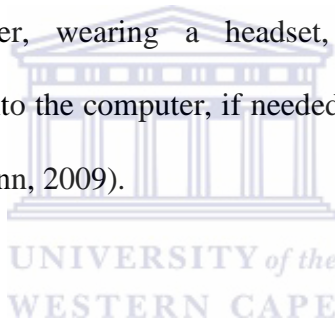 er, wearing a headset,
to the computer, if needed
nn, 2009).
UNIVERSITY of the
WESTERN CAPE